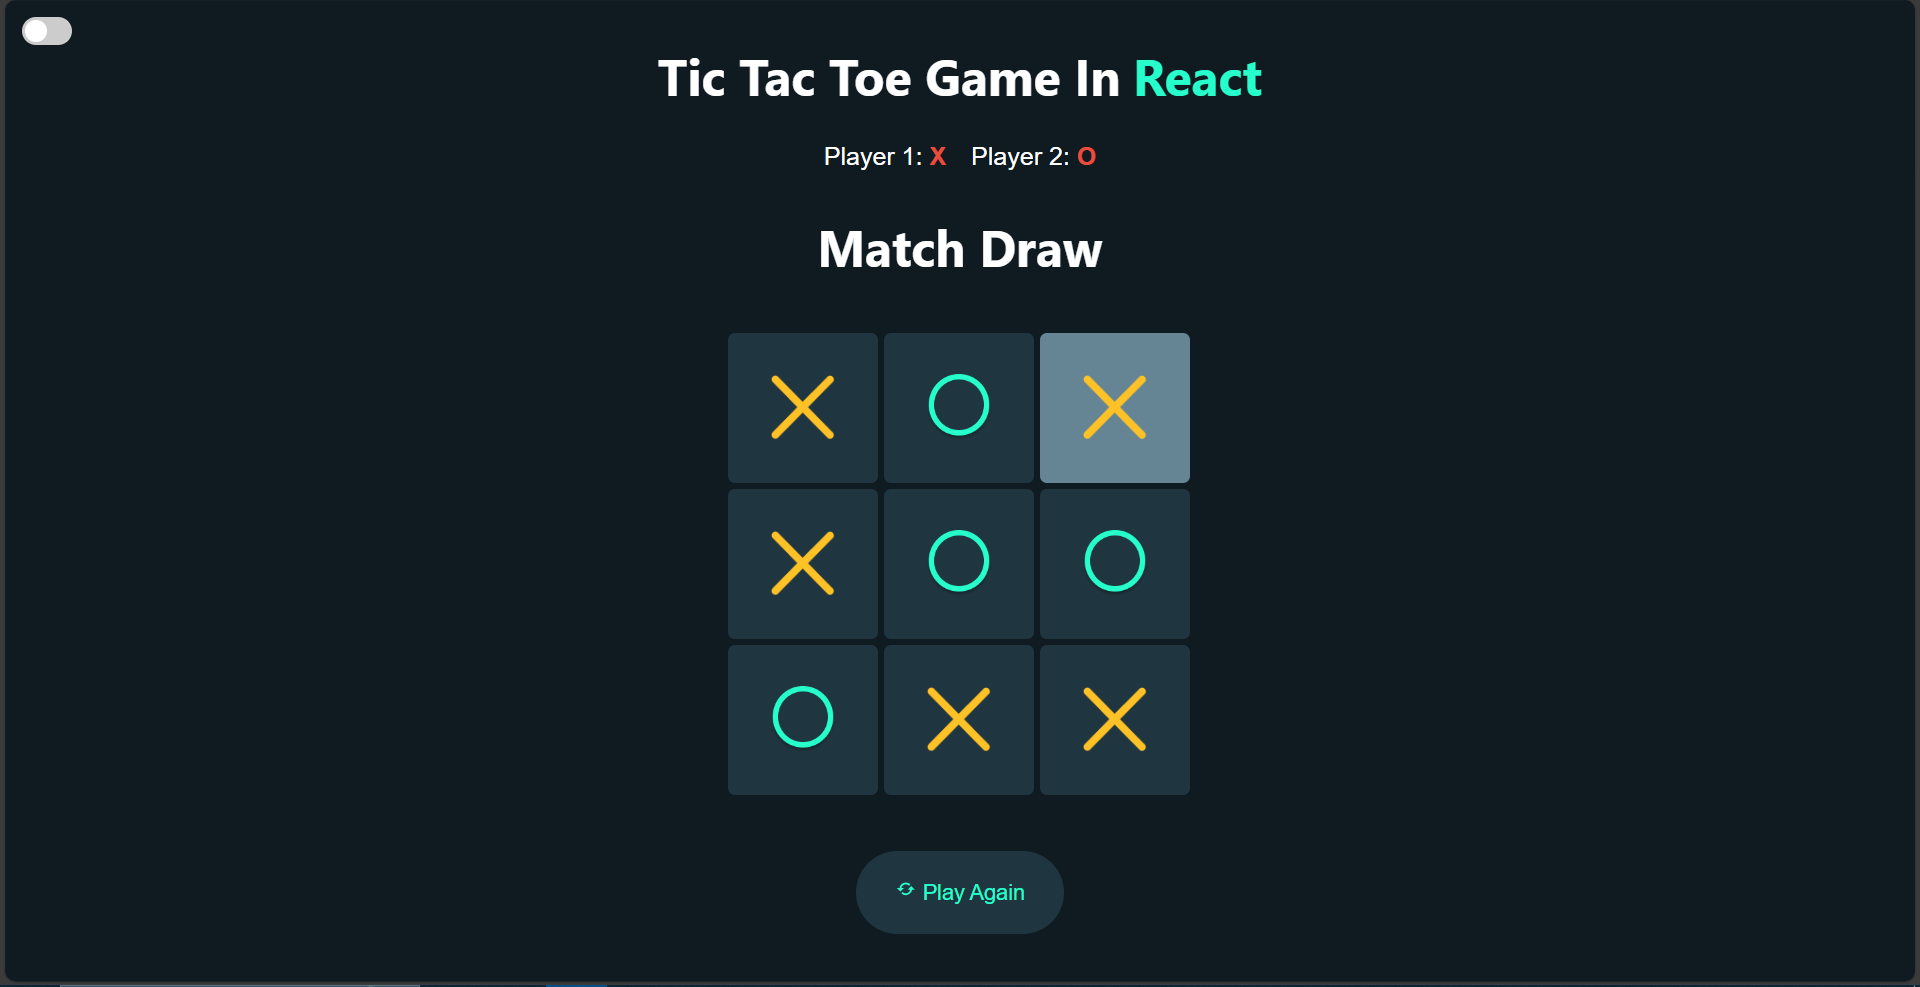 Tic Tac Toe Game In React
Player 1: X Player 2: O
Match Draw
X O X
X O O
O X X
Play Again